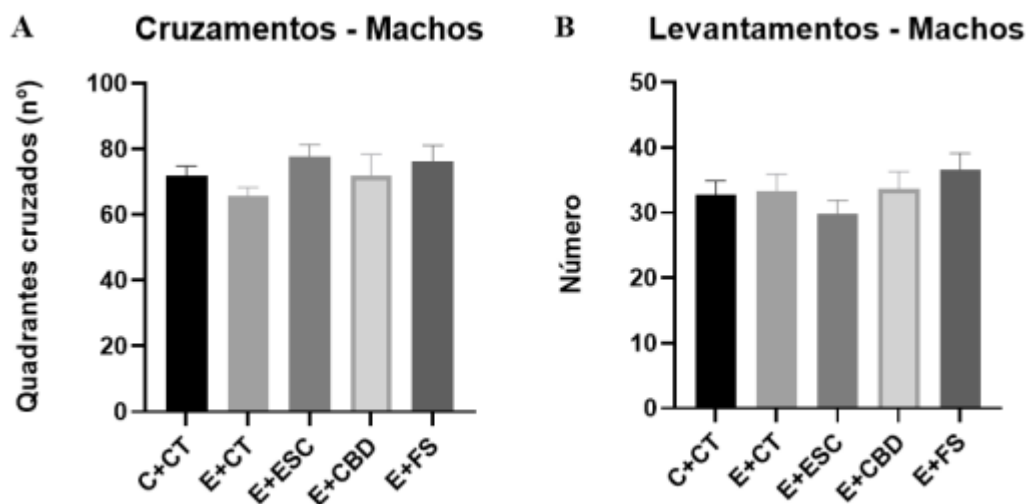 A
Cruzamentos - Machos
Quadrantes cruzados (nº)
100
80
60
40
20
0
C+CT
E+CT
E+ESC
E+CBD
E+FS
B
Levantamentos - Machos
Número
50
40
30
20
10
0
C+CT
E+CT
E+ESC
E+CBD
E+FS